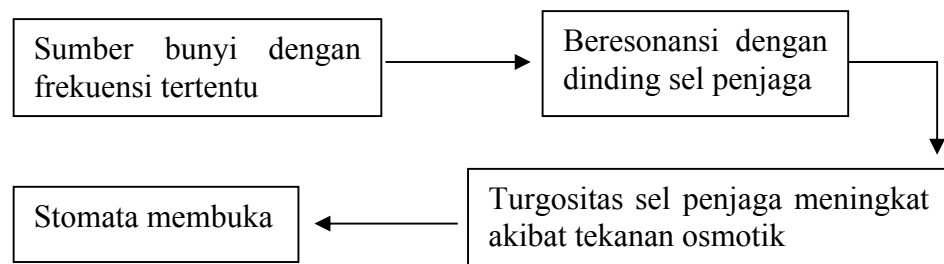 Sumber bunyi dengan
frekuensi tertentu
Beresonansi dengan
dinding sel penjaga
Turgositas sel penjaga meningkat
akibat tekanan osmotik
Stomata membuka